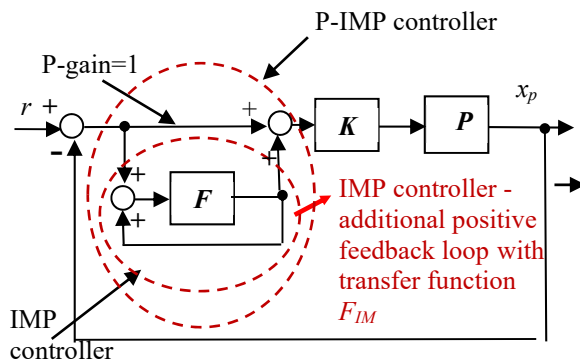 P-IMP controller
P-gain=1
r + + x_p
K P
-
+ +
+ F
IMP controller -
additional positive
feedback loop with
transfer function
F_IM
IMP
controller